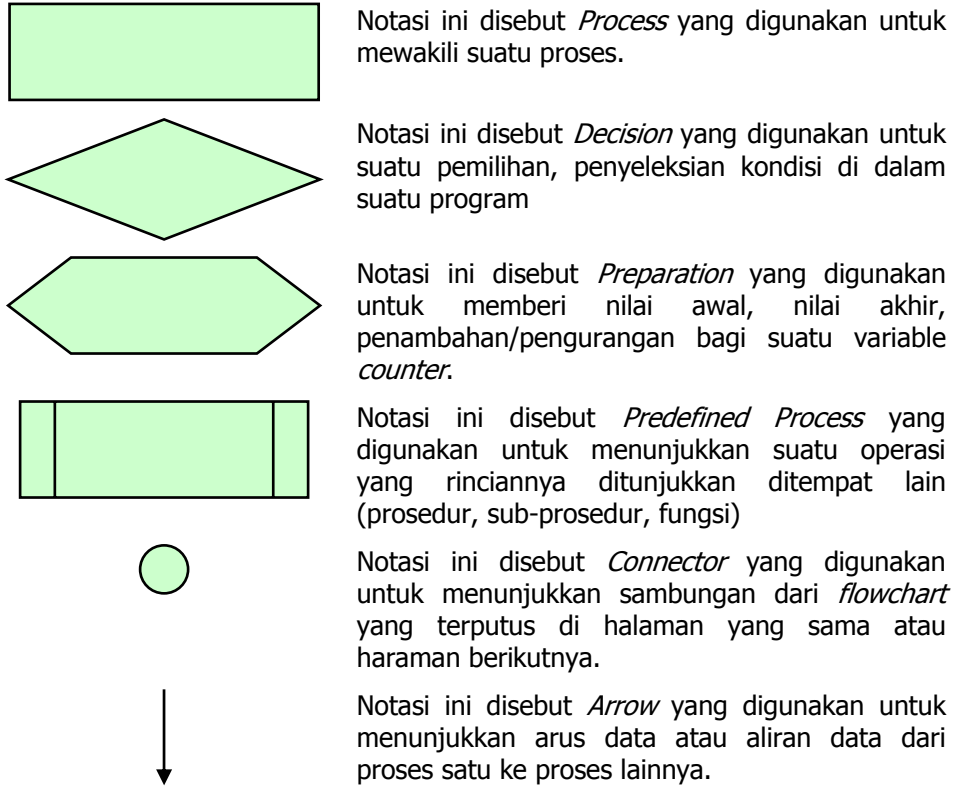 Notasi ini disebut Process yang digunakan untuk
mewakili suatu proses.
Notasi ini disebut Decision yang digunakan untuk
suatu pemilihan, penyeleksian kondisi di dalam
suatu program
Notasi ini disebut Preparation yang digunakan
untuk memberi nilai awal, nilai akhir,
penambahan/pengurangan bagi suatu variable
counter.
Notasi ini disebut Predefined Process yang
digunakan untuk menunjukkan suatu operasi
yang rinciannya ditunjukkan ditempat lain
(prosedur, sub-prosedur, fungsi)
Notasi ini disebut Connector yang digunakan
untuk menunjukkan sambungan dari flowchart
yang terputus di halaman yang sama atau
haraman berikutnya.
Notasi ini disebut Arrow yang digunakan untuk
menunjukkan arus data atau aliran data dari
proses satu ke proses lainnya.